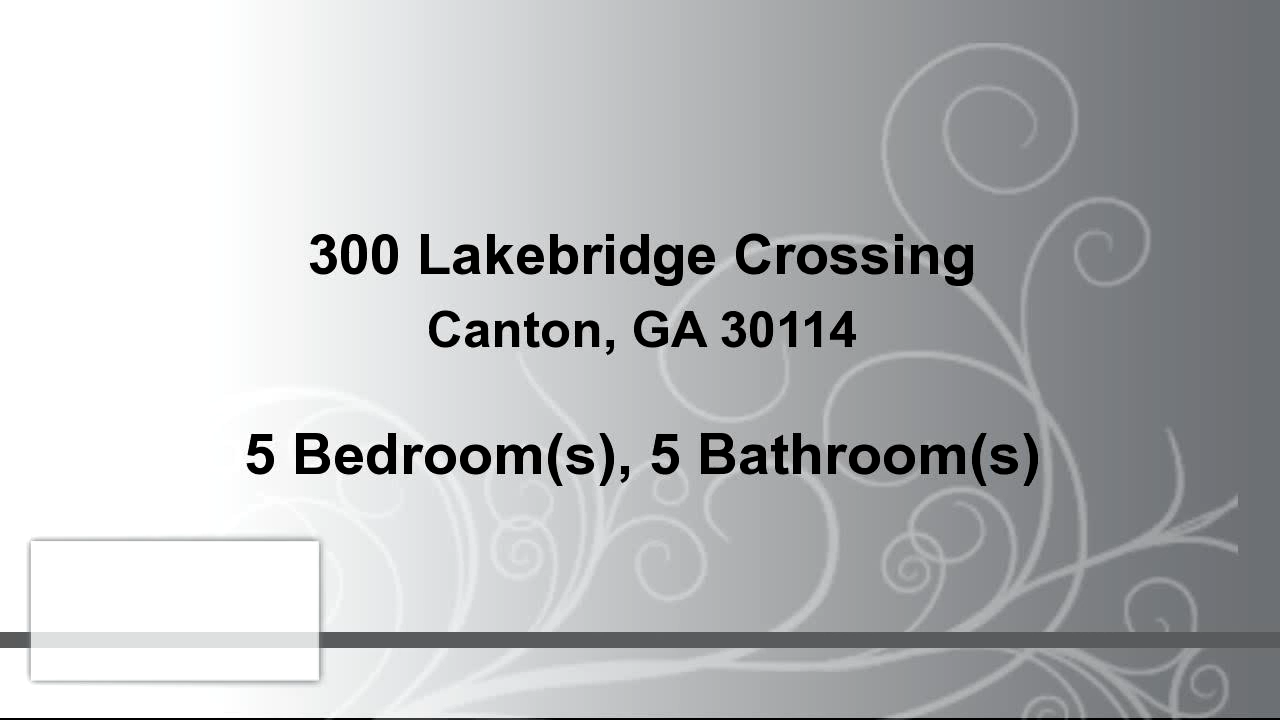 300 Lakebridge Crossing
Canton, GA 30114
5 Bedroom(s), 5 Bathroom(s)